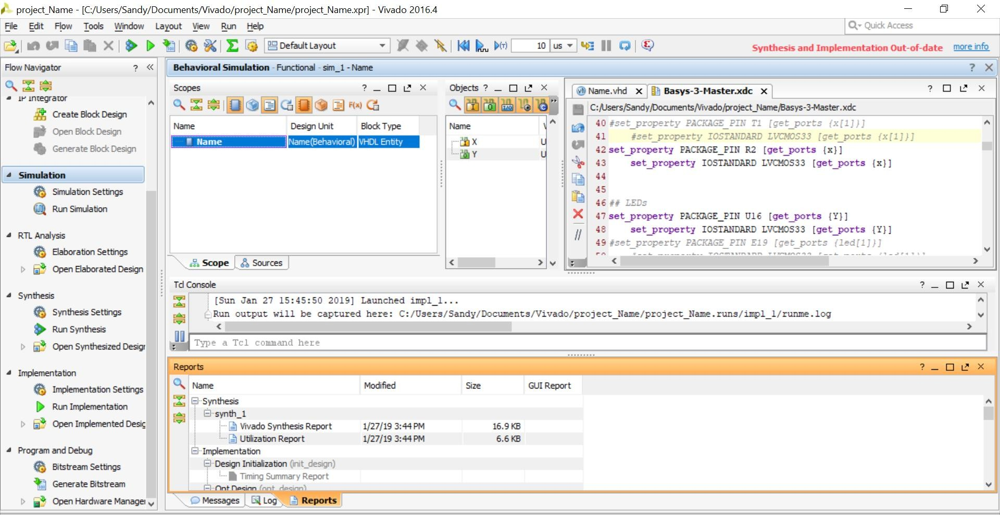 project_Name - [C:/Users/Sandy/Documents/Vivado/project_Name/project_Name.xpr] - Vivado 2016.4
File Edit Flow Tools Window Layout View Run Help
Quick Access
Default Layout
10 us
Synthesis and Implementation Out-of-date more info
Flow Navigator
IP Integrator
Create Block Design
Open Block Design
Generate Block Design
Simulation
Simulation Settings
Run Simulation
RTL Analysis
Elaboration Settings
Open Elaborated Design
Synthesis
Synthesis Settings
Run Synthesis
Open Synthesized Design
Implementation
Implementation Settings
Run Implementation
Open Implemented Desig
Program and Debug
Bitstream Settings
Generate Bitstream
Open Hardware Manager
Behavioral Simulation - Functional - sim_1 - Name
Scopes
F(x)
Name Design Unit Block Type
Name Name(Behavioral) VHDL Entity
Scope Sources
Objects
Name
X U
Y U
Name.vhd Basys-3-Master.xdc
C:/Users/Sandy/Documents/Vivado/project_Name/Basys-3-Master.xdc
40 #set_property PACKAGE_PIN T1 [get_ports {x[1]}]
41 #set_property IOSTANDARD LVCMOS33 [get_ports {x[1]}]
42 set_property PACKAGE_PIN R2 [get_ports {x}]
43 set_property IOSTANDARD LVCMOS33 [get_ports {x}]
44
45
46 ## LEDs
47 set_property PACKAGE_PIN U16 [get_ports {Y}]
48 set_property IOSTANDARD LVCMOS33 [get_ports {Y}]
49 #set_property PACKAGE_PIN E19 [get_ports {led[1]}]
50 #set_property IOSTANDARD LVCMOS33 [get_ports {led[1]}]
Tcl Console
[Sun Jan 27 15:45:50 2019] Launched impl_1...
Run output will be captured here: C:/Users/Sandy/Documents/Vivado/project_Name/project_Name.runs/impl_1/runme.log
Type a Tcl command here
Reports
Name Modified Size GUI Report
Synthesis
synth_1
Vivado Synthesis Report 1/27/19 3:44 PM 16.9 KB
Utilization Report 1/27/19 3:44 PM 6.6 KB
Implementation
Design Initialization (init_design)
Timing Summary Report
Opt Design (opt_design)
Messages Log Reports